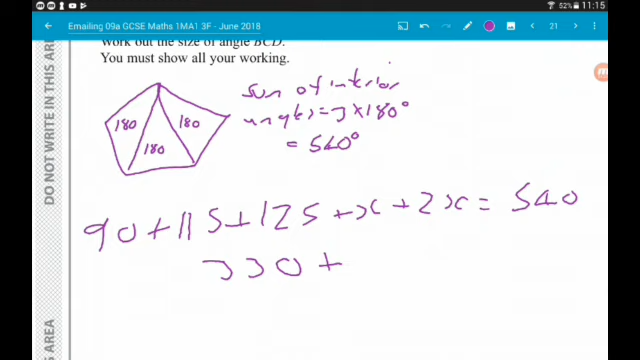 52% 11:15
Emailing 09a GCSE Maths 1MA1 3F - June 2018
21
Work out the size of angle BCD.
You must show all your working.
DO NOT WRITE IN THIS AREA
180
180
180
Sum of interior
angles = 3 × 180°
= 540°
90 + 115 + 125 + x + 2x = 540
330 +
S AREA